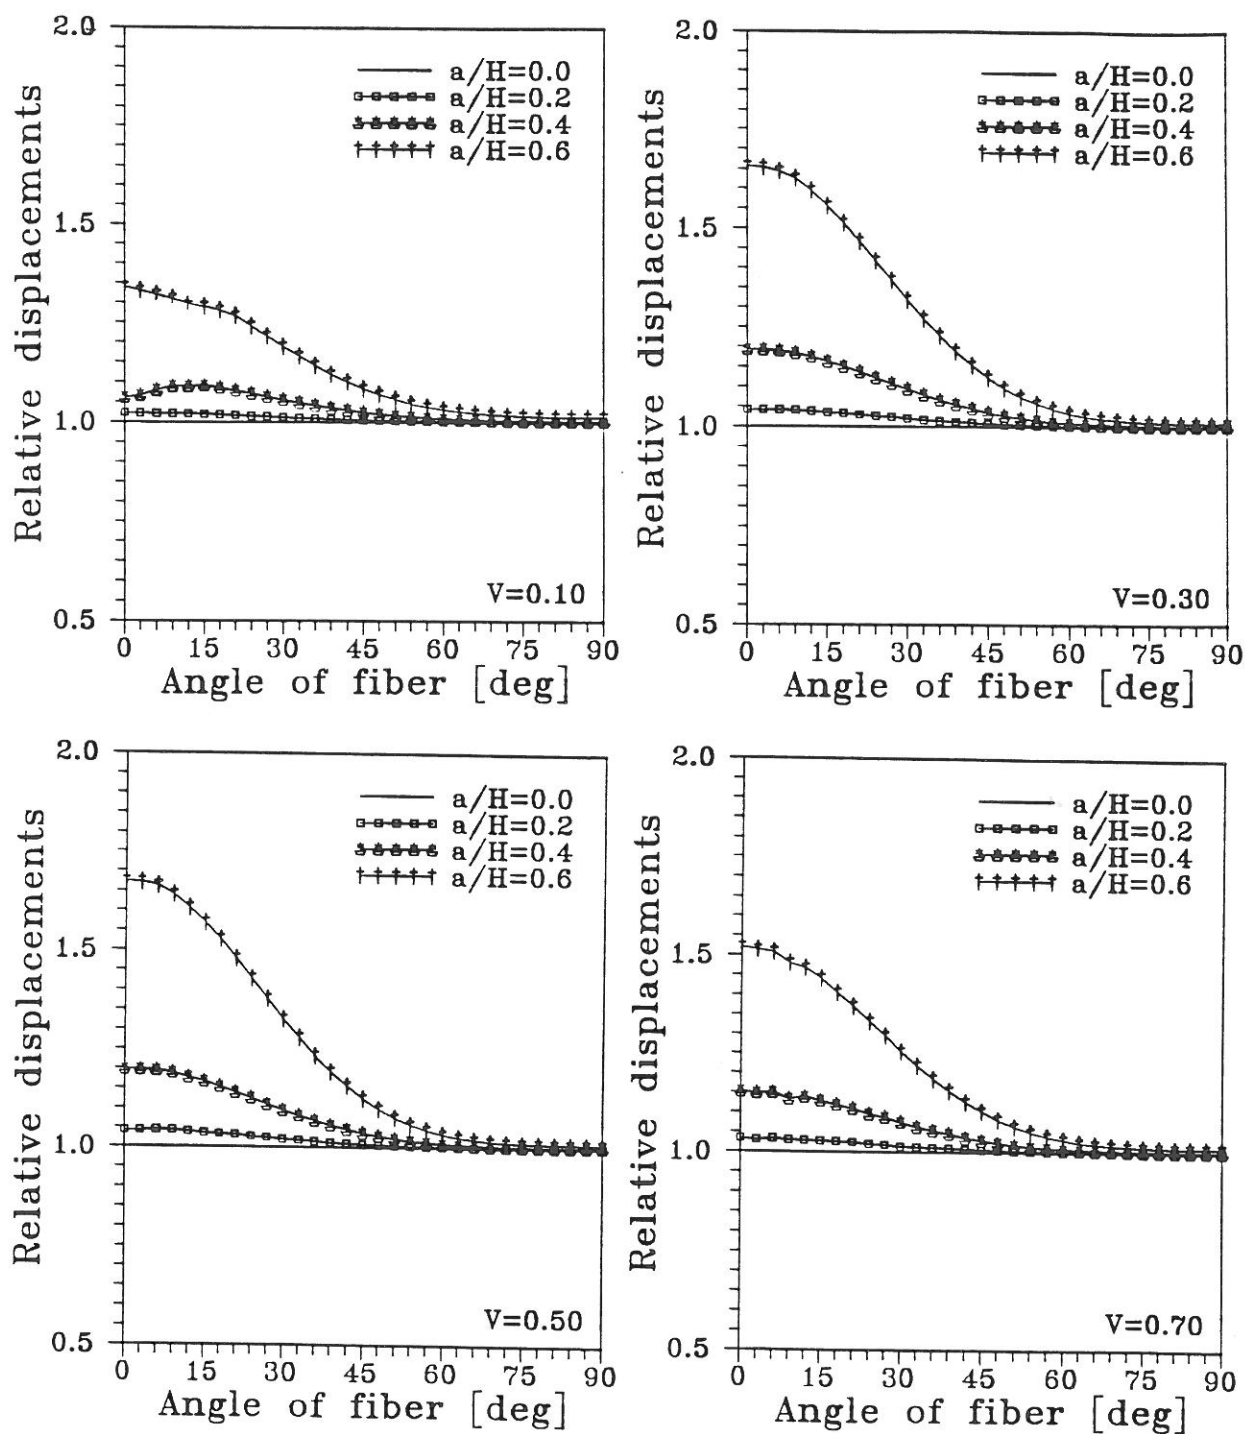 2.0
1.5
1.0
0.5
Relative displacements
a/H=0.0
a/H=0.2
a/H=0.4
a/H=0.6
V=0.10
0 15 30 45 60 75 90
Angle of fiber [deg]
2.0
1.5
1.0
0.5
Relative displacements
a/H=0.0
a/H=0.2
a/H=0.4
a/H=0.6
V=0.30
0 15 30 45 60 75 90
Angle of fiber [deg]
2.0
1.5
1.0
0.5
Relative displacements
a/H=0.0
a/H=0.2
a/H=0.4
a/H=0.6
V=0.50
0 15 30 45 60 75 90
Angle of fiber [deg]
2.0
1.5
1.0
0.5
Relative displacements
a/H=0.0
a/H=0.2
a/H=0.4
a/H=0.6
V=0.70
0 15 30 45 60 75 90
Angle of fiber [deg]